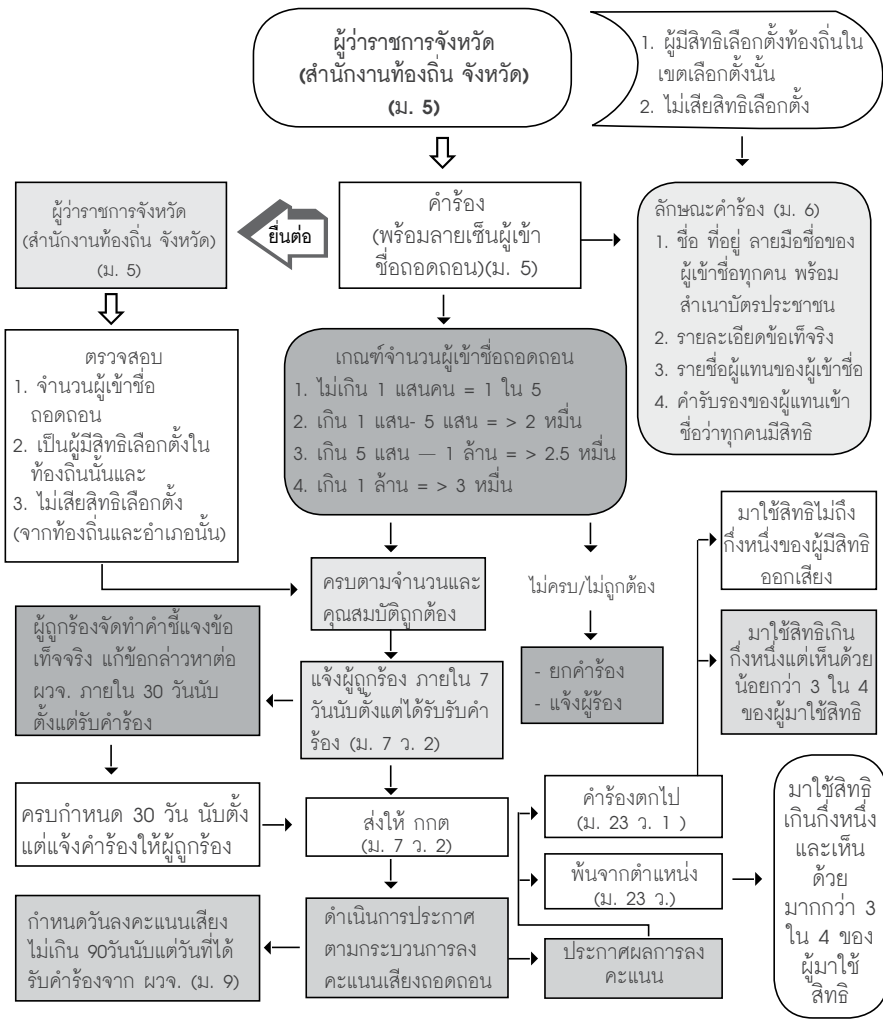 ผู้ว่าราชการจังหวัด
(สำนักงานท้องถิ่น จังหวัด)
(ม. 5)
1. ผู้มีสิทธิเลือกตั้งท้องถิ่นใน
เขตเลือกตั้งนั้น
2. ไม่เสียสิทธิเลือกตั้ง
ผู้ว่าราชการจังหวัด
(สำนักงานท้องถิ่น จังหวัด)
(ม. 5)
ยื่นต่อ
คำร้อง
(พร้อมลายเซ็นผู้เข้า
ชื่อถอดถอน)(ม. 5)
ลักษณะคำร้อง (ม. 6)
1. ชื่อ ที่อยู่ ลายมือชื่อของ
ผู้เข้าชื่อทุกคน พร้อม
สำเนาบัตรประชาชน
2. รายละเอียดข้อเท็จริง
3. รายชื่อผู้แทนของผู้เข้าชื่อ
4. คำรับรองของผู้แทนเข้า
ชื่อว่าทุกคนมีสิทธิ
ตรวจสอบ
1. จำนวนผู้เข้าชื่อ
ถอดถอน
2. เป็นผู้มีสิทธิเลือกตั้งใน
ท้องถิ่นนั้นและ
3. ไม่เสียสิทธิเลือกตั้ง
(จากท้องถิ่นและอำเภอนั้น)
เกณฑ์จำนวนผู้เข้าชื่อถอดถอน
1. ไม่เกิน 1 แสนคน = 1 ใน 5
2. เกิน 1 แสน- 5 แสน = > 2 หมื่น
3. เกิน 5 แสน – 1 ล้าน = > 2.5 หมื่น
4. เกิน 1 ล้าน = > 3 หมื่น
ครบตามจำนวนและ
คุณสมบัติถูกต้อง
ไม่ครบ/ไม่ถูกต้อง
มาใช้สิทธิไม่ถึง
กึ่งหนึ่งของผู้มีสิทธิ
ออกเสียง
ผู้ถูกร้องจัดทำคำชี้แจงข้อ
เท็จจริง แก้ข้อกล่าวหาต่อ
ผวจ. ภายใน 30 วันนับ
ตั้งแต่รับคำร้อง
แจ้งผู้ถูกร้อง ภายใน 7
วันนับตั้งแต่ได้รับรับคำ
ร้อง (ม. 7 ว. 2)
- ยกคำร้อง
- แจ้งผู้ร้อง
มาใช้สิทธิเกิน
กึ่งหนึ่งแต่เห็นด้วย
น้อยกว่า 3 ใน 4
ของผู้มาใช้สิทธิ
ครบกำหนด 30 วัน นับตั้ง
แต่แจ้งคำร้องให้ผู้ถูกร้อง
ส่งให้ กกต
(ม. 7 ว. 2)
คำร้องตกไป
(ม. 23 ว. 1 )
พ้นจากตำแหน่ง
(ม. 23 ว.)
มาใช้สิทธิ
เกินกึ่งหนึ่ง
และเห็น
ด้วย
มากกว่า 3
ใน 4 ของ
ผู้มาใช้
สิทธิ
กำหนดวันลงคะแนนเสียง
ไม่เกิน 90วันนับแต่วันที่ได้
รับคำร้องจาก ผวจ. (ม. 9)
ดำเนินการประกาศ
ตามกระบวนการลง
คะแนนเสียงถอดถอน
ประกาศผลการลง
คะแนน